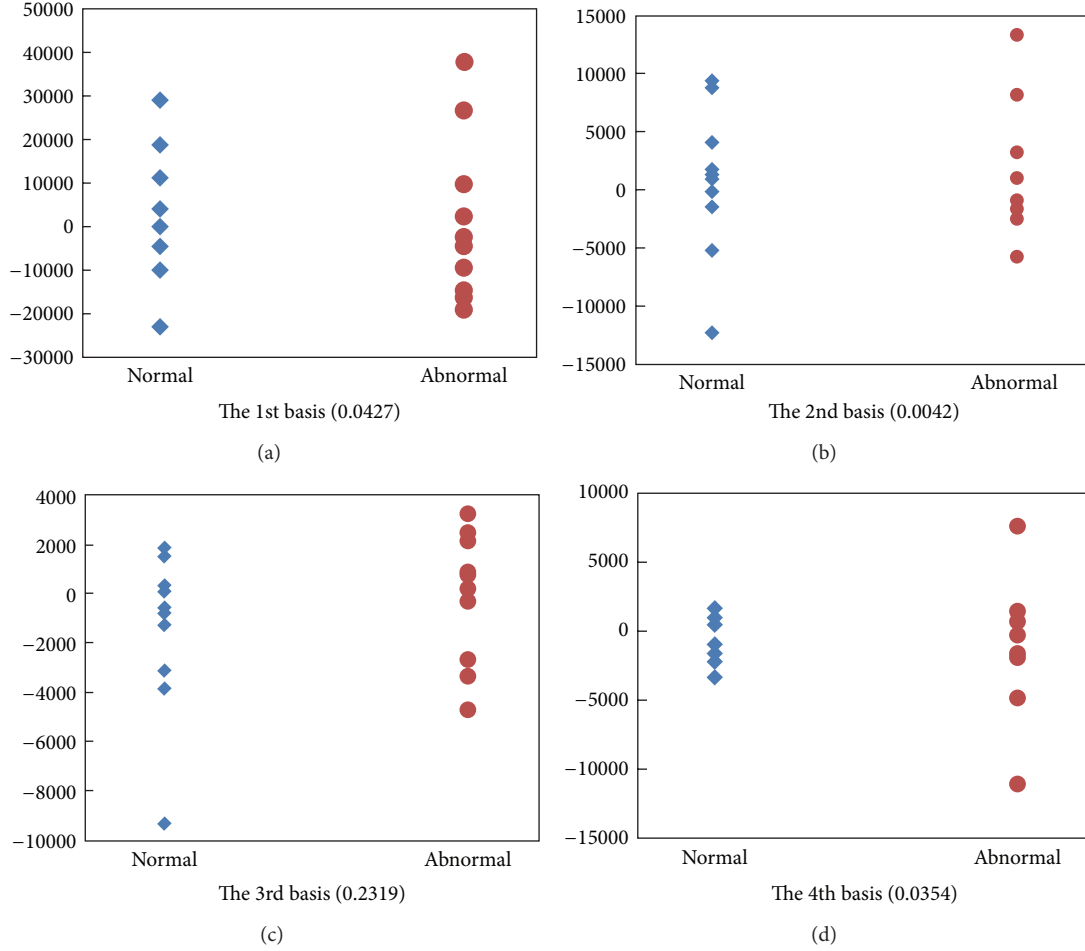 50000
40000
30000
20000
10000
0
−10000
−20000
−30000
Normal Abnormal
The 1st basis (0.0427)
(a)
15000
10000
5000
0
−5000
−10000
−15000
Normal Abnormal
The 2nd basis (0.0042)
(b)
4000
2000
0
−2000
−4000
−6000
−8000
−10000
Normal Abnormal
The 3rd basis (0.2319)
(c)
10000
5000
0
−5000
−10000
−15000
Normal Abnormal
The 4th basis (0.0354)
(d)